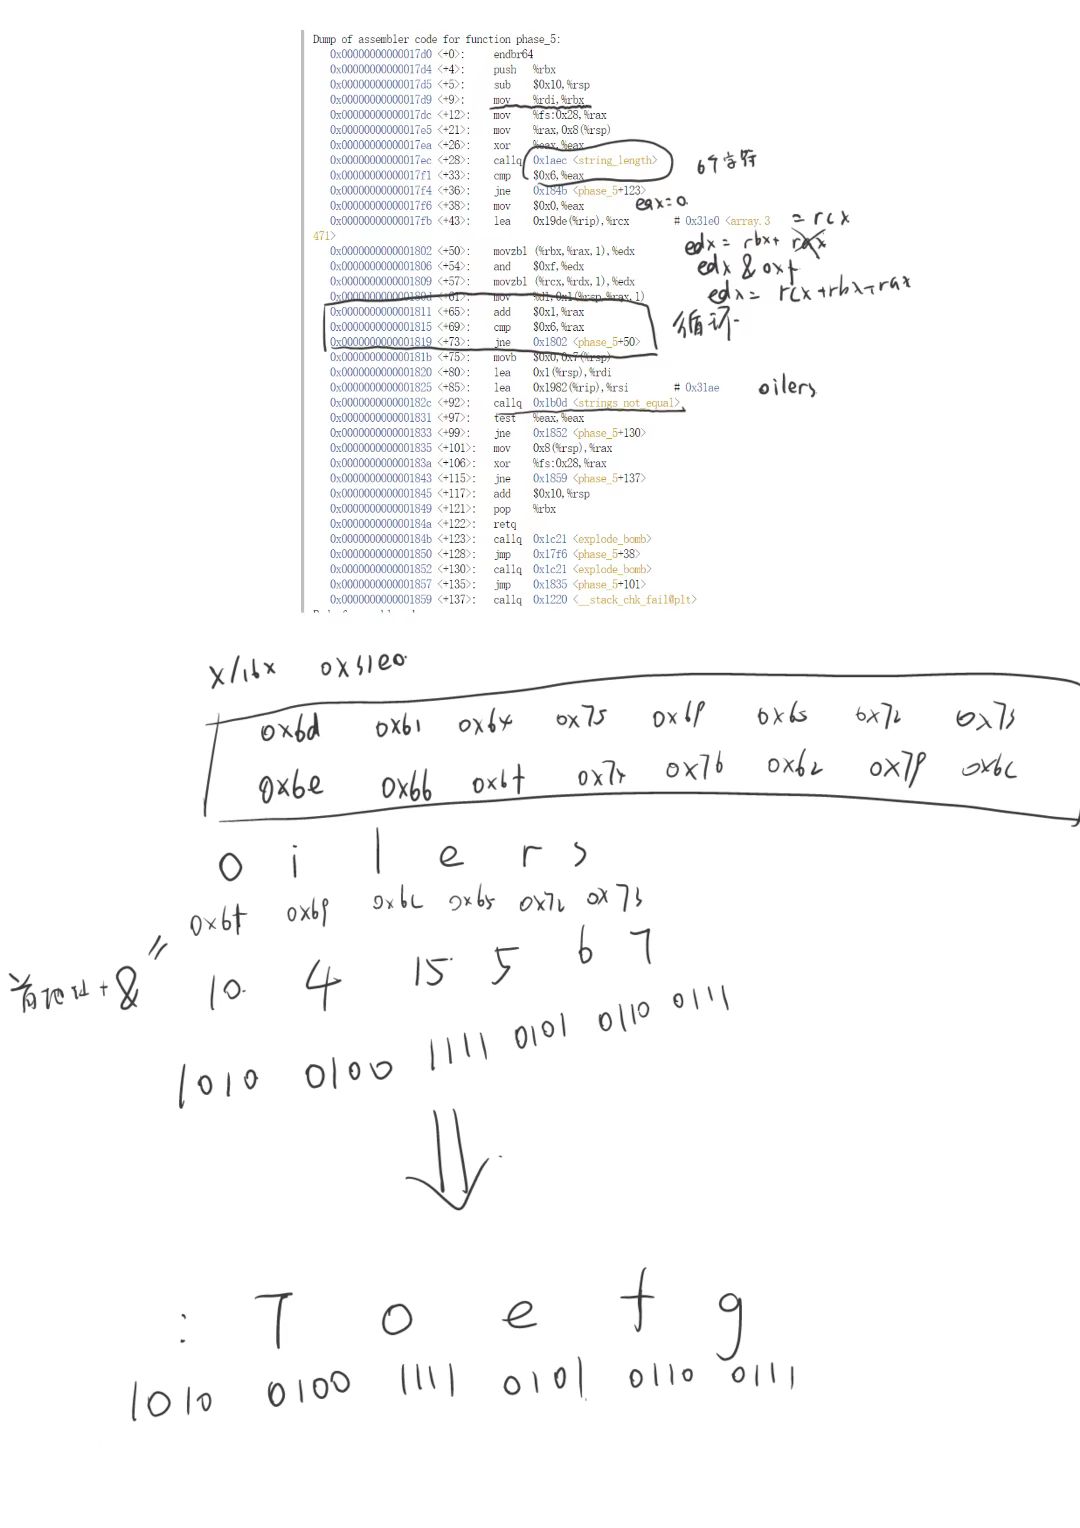 Dump of assembler code for function phase_5:
0x00000000000017d0 <+0>: endbr64
0x00000000000017d4 <+4>: push %rbx
0x00000000000017d5 <+5>: sub $0x10,%rsp
0x00000000000017d9 <+9>: mov %rdi,%rbx
0x00000000000017dc <+12>: mov %fs:0x28,%rax
0x00000000000017e5 <+21>: mov %rax,0x8(%rsp)
0x00000000000017ea <+26>: xor %eax,%eax
0x00000000000017ec <+28>: callq 0x1aec <string_length> 6个字符
0x00000000000017f1 <+33>: cmp $0x6,%eax
0x00000000000017f4 <+36>: jne 0x184b <phase_5+123>
0x00000000000017f6 <+38>: mov $0x0,%eax eax=0
0x00000000000017fb <+43>: lea 0x19de(%rip),%rcx # 0x31e0 <array.3 = rcx
471>
0x0000000000001802 <+50>: movzbl (%rbx,%rax,1),%edx edx = rbx+ rax
0x0000000000001806 <+54>: and $0xf,%edx edx & 0xf
0x0000000000001809 <+57>: movzbl (%rcx,%rdx,1),%edx edx= rcx+rbx+rax
0x000000000000180d <+61>: mov %dl,0x1(%rsp,%rax,1)
0x0000000000001811 <+65>: add $0x1,%rax
0x0000000000001815 <+69>: cmp $0x6,%rax 循环
0x0000000000001819 <+73>: jne 0x1802 <phase_5+50>
0x000000000000181b <+75>: movb $0x0,0x7(%rsp)
0x0000000000001820 <+80>: lea 0x1(%rsp),%rdi
0x0000000000001825 <+85>: lea 0x1982(%rip),%rsi # 0x31ae oilers
0x000000000000182c <+92>: callq 0x1b0d <strings_not_equal>
0x0000000000001831 <+97>: test %eax,%eax
0x0000000000001833 <+99>: jne 0x1852 <phase_5+130>
0x0000000000001835 <+101>: mov 0x8(%rsp),%rax
0x000000000000183a <+106>: xor %fs:0x28,%rax
0x0000000000001843 <+115>: jne 0x1859 <phase_5+137>
0x0000000000001845 <+117>: add $0x10,%rsp
0x0000000000001849 <+121>: pop %rbx
0x000000000000184a <+122>: retq
0x000000000000184b <+123>: callq 0x1c21 <explode_bomb>
0x0000000000001850 <+128>: jmp 0x17f6 <phase_5+38>
0x0000000000001852 <+130>: callq 0x1c21 <explode_bomb>
0x0000000000001857 <+135>: jmp 0x1835 <phase_5+101>
0x0000000000001859 <+137>: callq 0x1220 <__stack_chk_fail@plt>
x/16x 0x31e0
0x6d 0x61 0x64 0x75 0x69 0x65 0x72 0x73
0x6e 0x66 0x6f 0x74 0x76 0x62 0x79 0x6c
o i l e r s
0x6f 0x69 0x6c 0x65 0x72 0x73
首地址+& = 10 4 15 5 6 7
1010 0100 1111 0101 0110 0111
: T o e f g
1010 0100 1111 0101 0110 0111